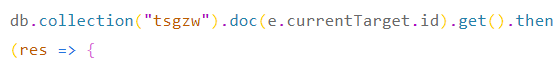 db.collection("tsgzw").doc(e.currentTarget.id).get().then
(res => {